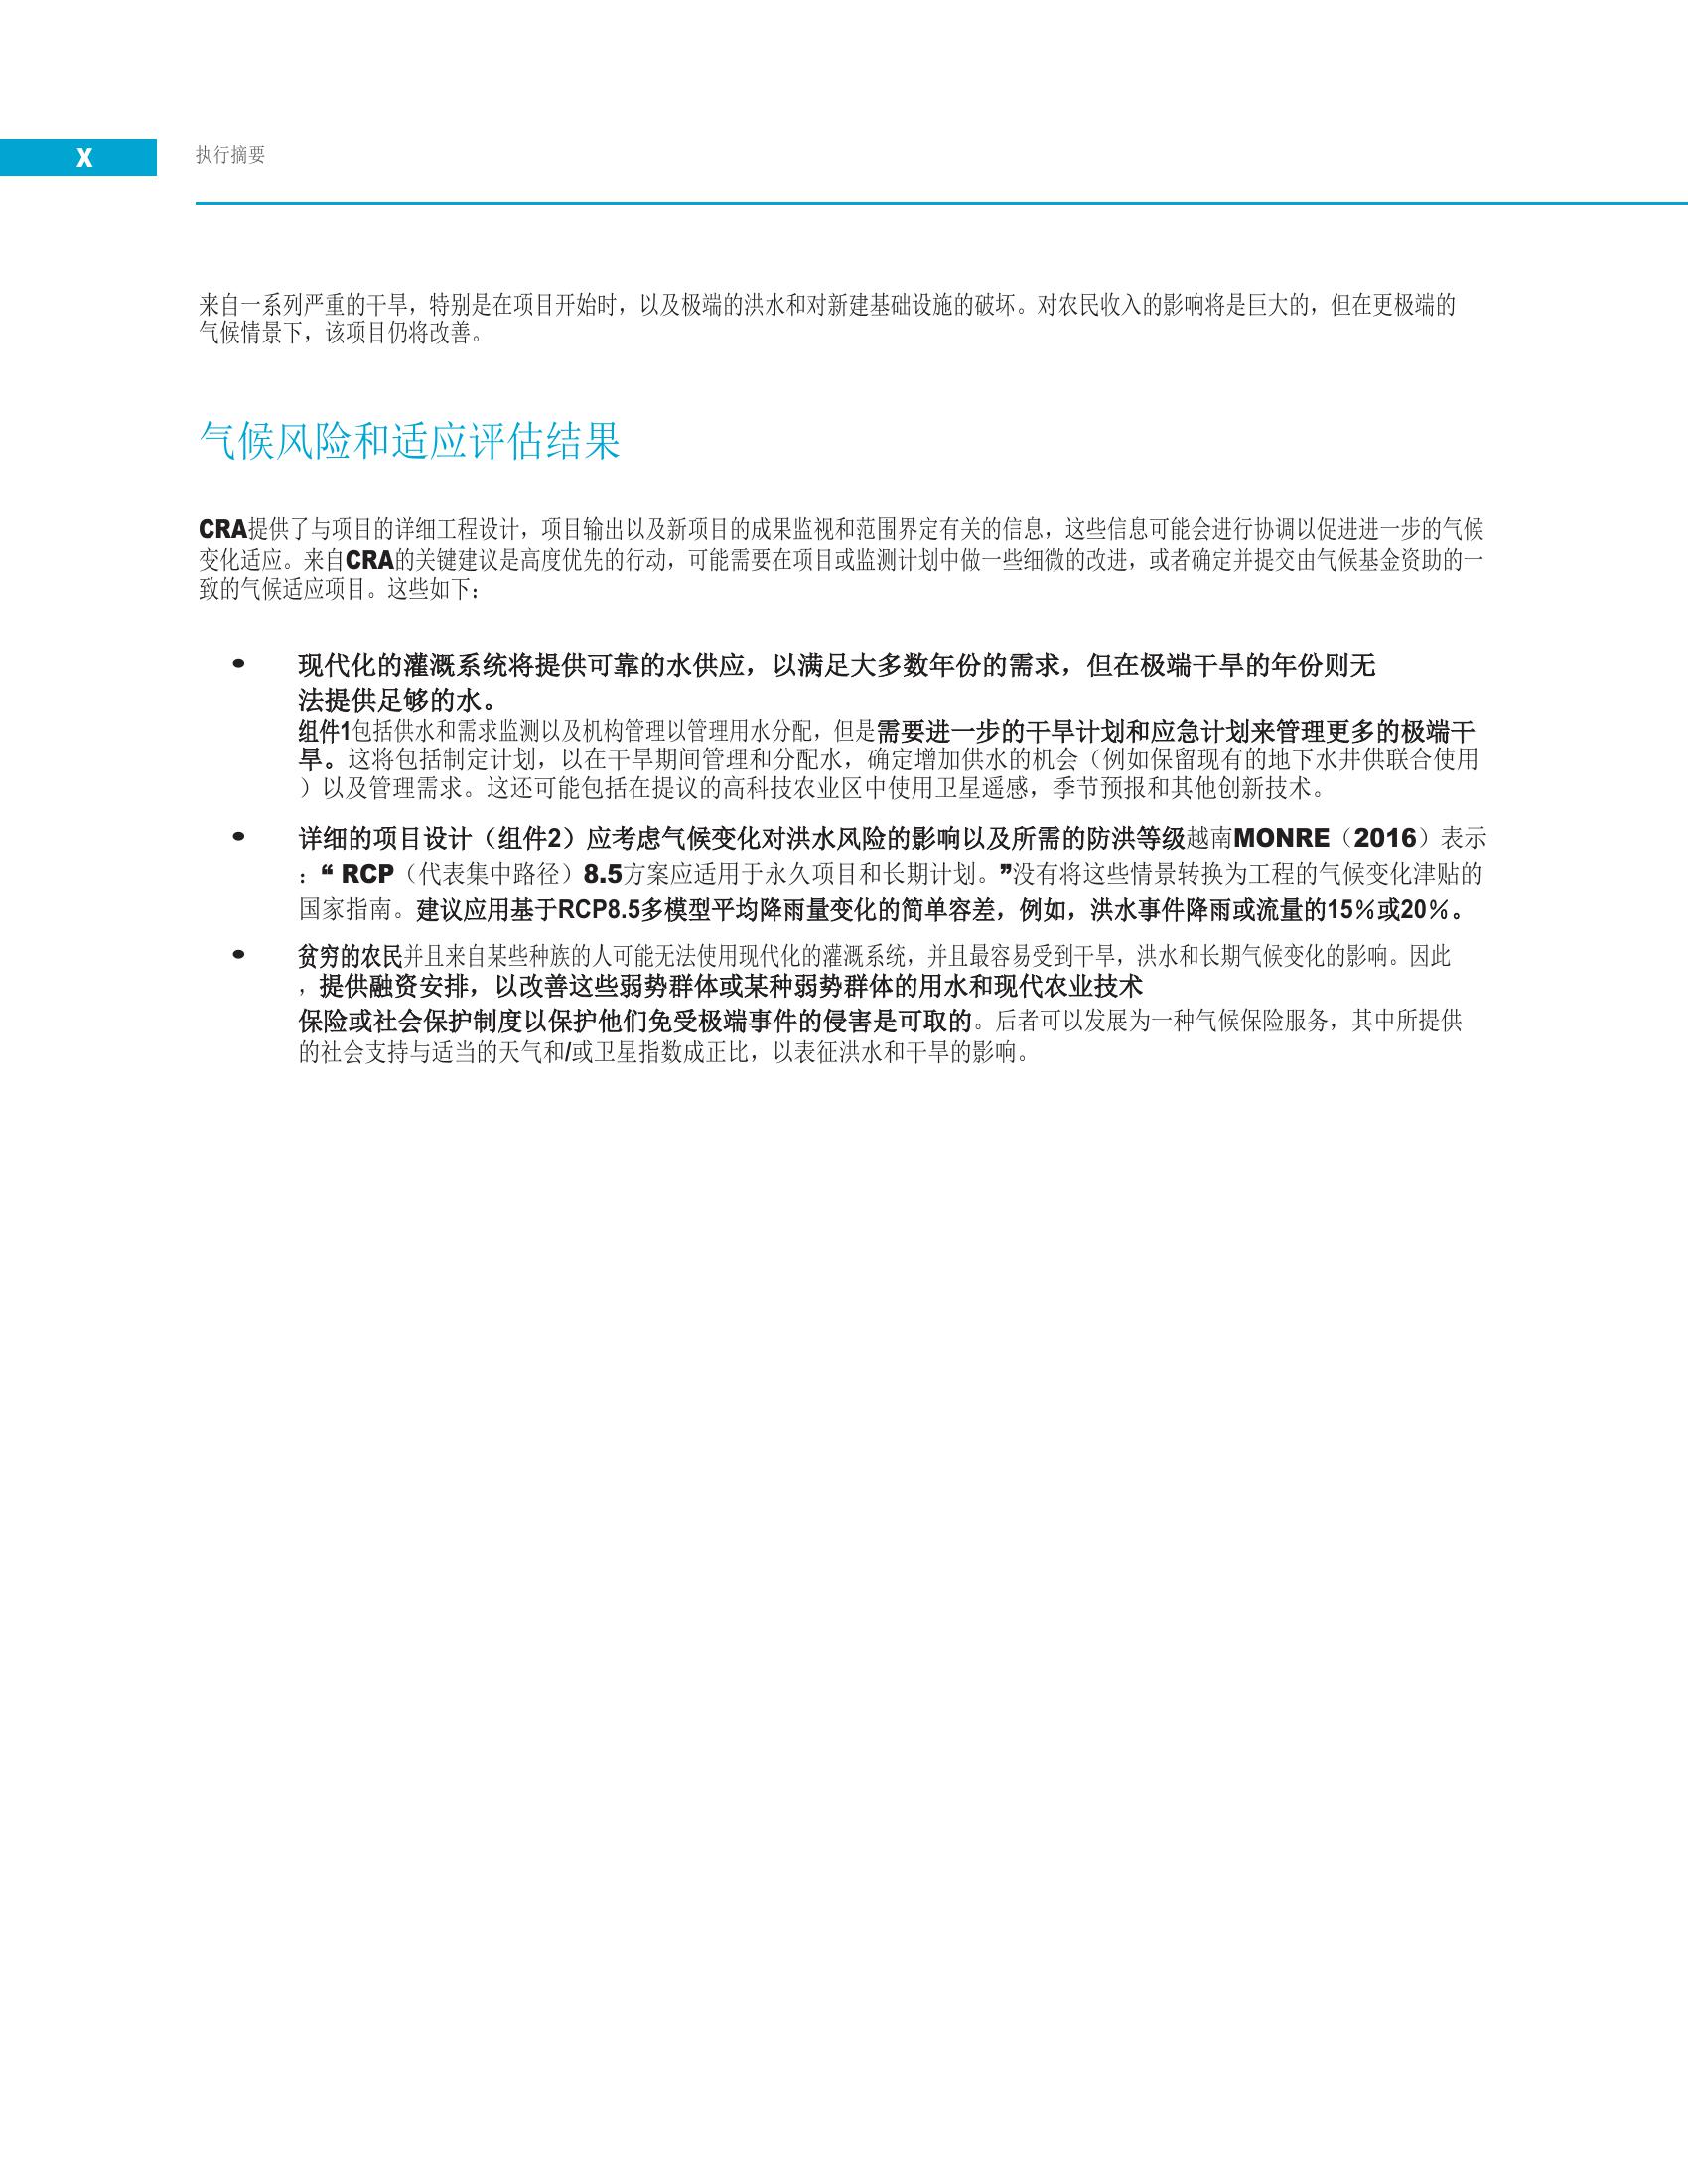 X
执行摘要
来自一系列严重的干旱，特别是在项目开始时，以及极端的洪水和对新建基础设施的破坏。对农民收入的影响将是巨大的，但在更极端的
气候情景下，该项目仍将改善。
气候风险和适应评估结果
CRA提供了与项目的详细工程设计，项目输出以及新项目的成果监视和范围界定有关的信息，这些信息可能会进行协调以促进进一步的气候
变化适应。来自CRA的关键建议是高度优先的行动，可能需要在项目或监测计划中做一些细微的改进，或者确定并提交由气候基金资助的一
致的气候适应项目。这些如下：
• 现代化的灌溉系统将提供可靠的水供应，以满足大多数年份的需求，但在极端干旱的年份则无
法提供足够的水。
组件1包括供水和需求监测以及机构管理以管理用水分配，但是需要进一步的干旱计划和应急计划来管理更多的极端干
旱。这将包括制定计划，以在干旱期间管理和分配水，确定增加供水的机会（例如保留现有的地下水井供联合使用
）以及管理需求。这还可能包括在提议的高科技农业区中使用卫星遥感，季节预报和其他创新技术。
• 详细的项目设计（组件2）应考虑气候变化对洪水风险的影响以及所需的防洪等级越南MONRE（2016）表示
：“ RCP（代表集中路径）8.5方案应适用于永久项目和长期计划。”没有将这些情景转换为工程的气候变化津贴的
国家指南。建议应用基于RCP8.5多模型平均降雨量变化的简单容差，例如，洪水事件降雨或流量的15％或20％。
• 贫穷的农民并且来自某些种族的人可能无法使用现代化的灌溉系统，并且最容易受到干旱，洪水和长期气候变化的影响。因此
，提供融资安排，以改善这些弱势群体或某种弱势群体的用水和现代农业技术
保险或社会保护制度以保护他们免受极端事件的侵害是可取的。后者可以发展为一种气候保险服务，其中所提供
的社会支持与适当的天气和/或卫星指数成正比，以表征洪水和干旱的影响。